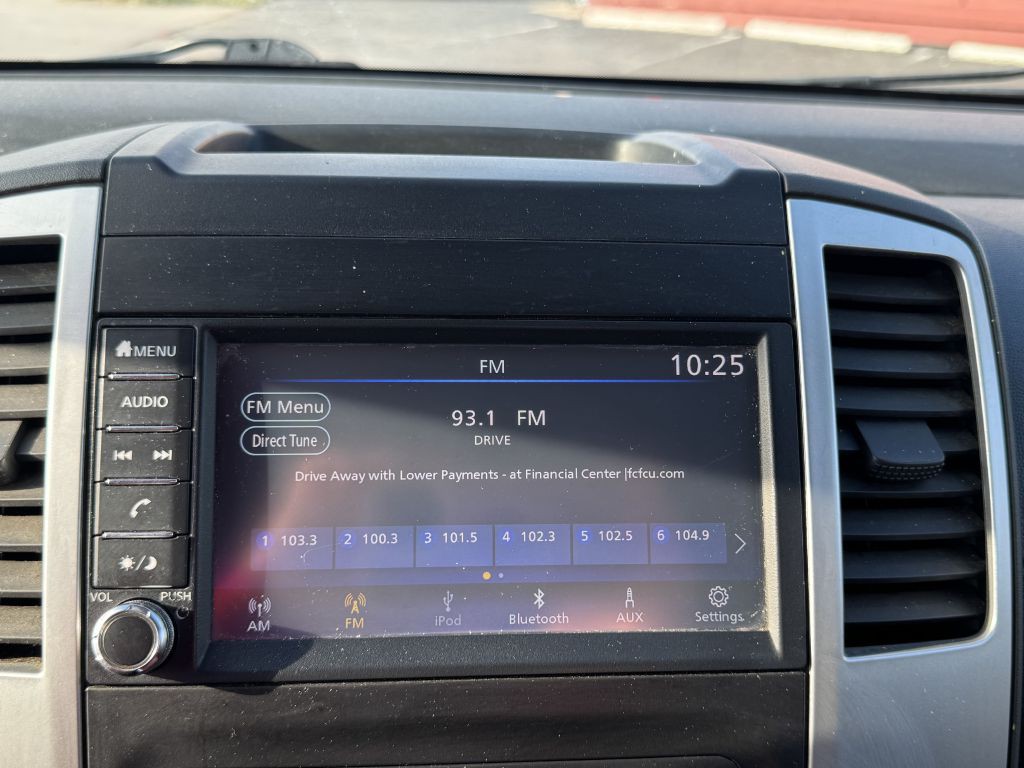 MENU
AUDIO
VOL PUSH
FM 10:25
FM Menu
Direct Tune
93.1 FM
DRIVE
Drive Away with Lower Payments - at Financial Center |fcfcu.com
1 103.3 2 100.3 3 101.5 4 102.3 5 102.5 6 104.9
AM FM iPod Bluetooth AUX Settings